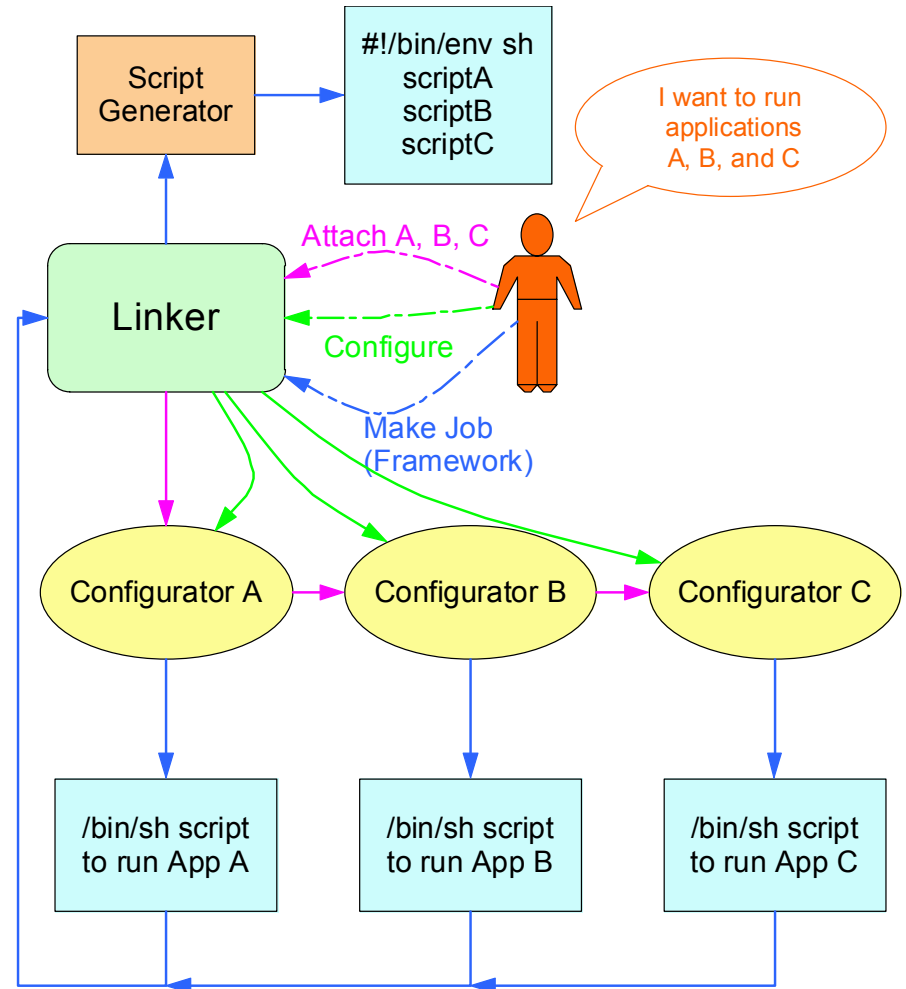 Script
Generator
#!/bin/env sh
scriptA
scriptB
scriptC
I want to run
applications
A, B, and C
Attach A, B, C
Linker
Configure
Make Job
(Framework)
Configurator A
Configurator B
Configurator C
/bin/sh script
to run App A
/bin/sh script
to run App B
/bin/sh script
to run App C